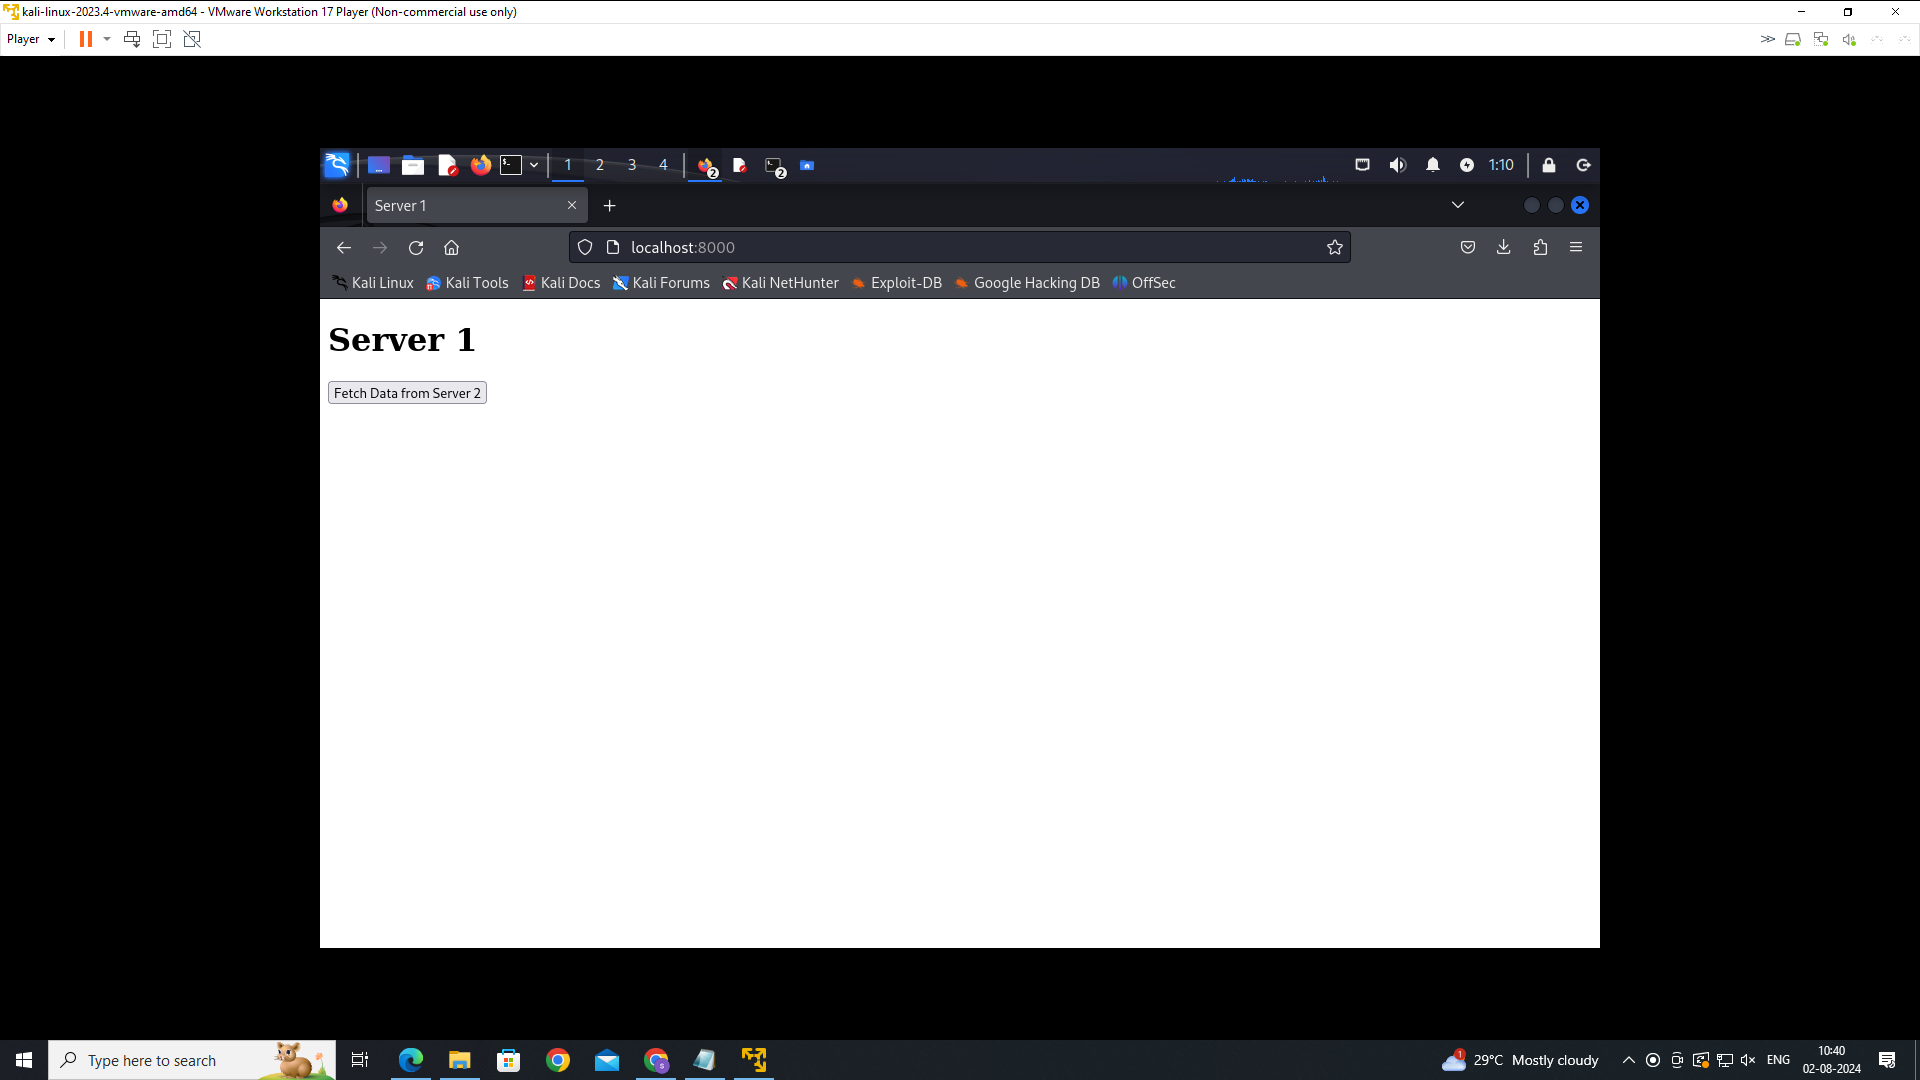 kali-linux-2023.4-vmware-amd64 - VMware Workstation 17 Player (Non-commercial use only)
Player
1 2 3 4 2 2 1:10
Server 1
localhost:8000
Kali Linux Kali Tools Kali Docs Kali Forums Kali NetHunter Exploit-DB Google Hacking DB OffSec
Server 1
Fetch Data from Server 2
Type here to search
1 29°C Mostly cloudy ENG
10:40
02-08-2024